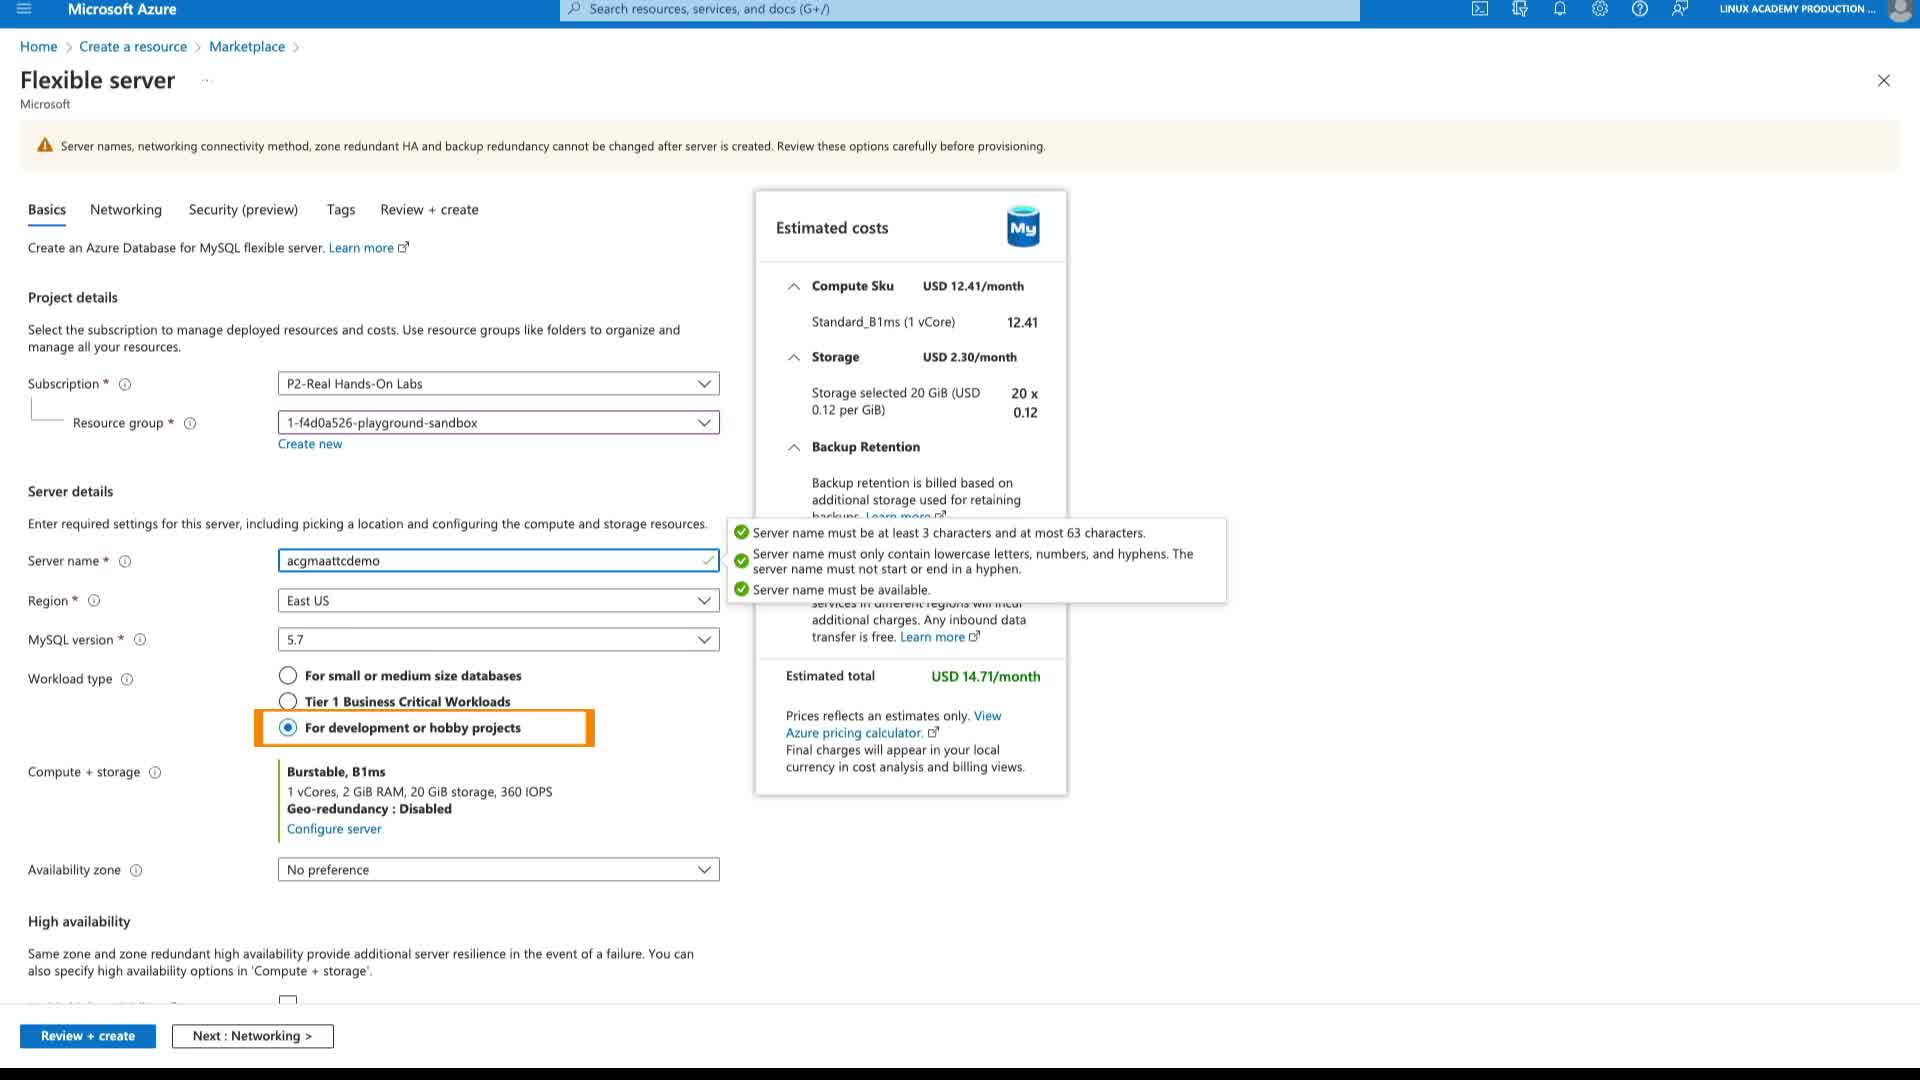 Microsoft Azure
Search resources, services, and docs (G+/)
LINUX ACADEMY PRODUCTION ...
Home > Create a resource > Marketplace >
Flexible server ...
Microsoft
Server names, networking connectivity method, zone redundant HA and backup redundancy cannot be changed after server is created. Review these options carefully before provisioning.
Basics Networking Security (preview) Tags Review + create
Create an Azure Database for MySQL flexible server. Learn more
Project details
Select the subscription to manage deployed resources and costs. Use resource groups like folders to organize and
manage all your resources.
Subscription *
P2-Real Hands-On Labs
Resource group *
1-f4d0a526-playground-sandbox
Create new
Server details
Enter required settings for this server, including picking a location and configuring the compute and storage resources.
Server name *
acgmaattcdemo
Region *
East US
MySQL version *
5.7
Workload type
For small or medium size databases
Tier 1 Business Critical Workloads
For development or hobby projects
Compute + storage
Burstable, B1ms
1 vCores, 2 GiB RAM, 20 GiB storage, 360 IOPS
Geo-redundancy : Disabled
Configure server
Availability zone
No preference
High availability
Same zone and zone redundant high availability provide additional server resilience in the event of a failure. You can
also specify high availability options in 'Compute + storage'.
Review + create
Next : Networking >
Estimated costs
My
Compute Sku USD 12.41/month
Standard_B1ms (1 vCore) 12.41
Storage USD 2.30/month
Storage selected 20 GiB (USD 20 x
0.12 per GiB) 0.12
Backup Retention
Backup retention is billed based on
additional storage used for retaining
backups. Learn more
Server name must be at least 3 characters and at most 63 characters.
Server name must only contain lowercase letters, numbers, and hyphens. The
server name must not start or end in a hyphen.
Server name must be available.
services in different regions will incur
additional charges. Any inbound data
transfer is free. Learn more
Estimated total USD 14.71/month
Prices reflects an estimates only. View
Azure pricing calculator.
Final charges will appear in your local
currency in cost analysis and billing views.